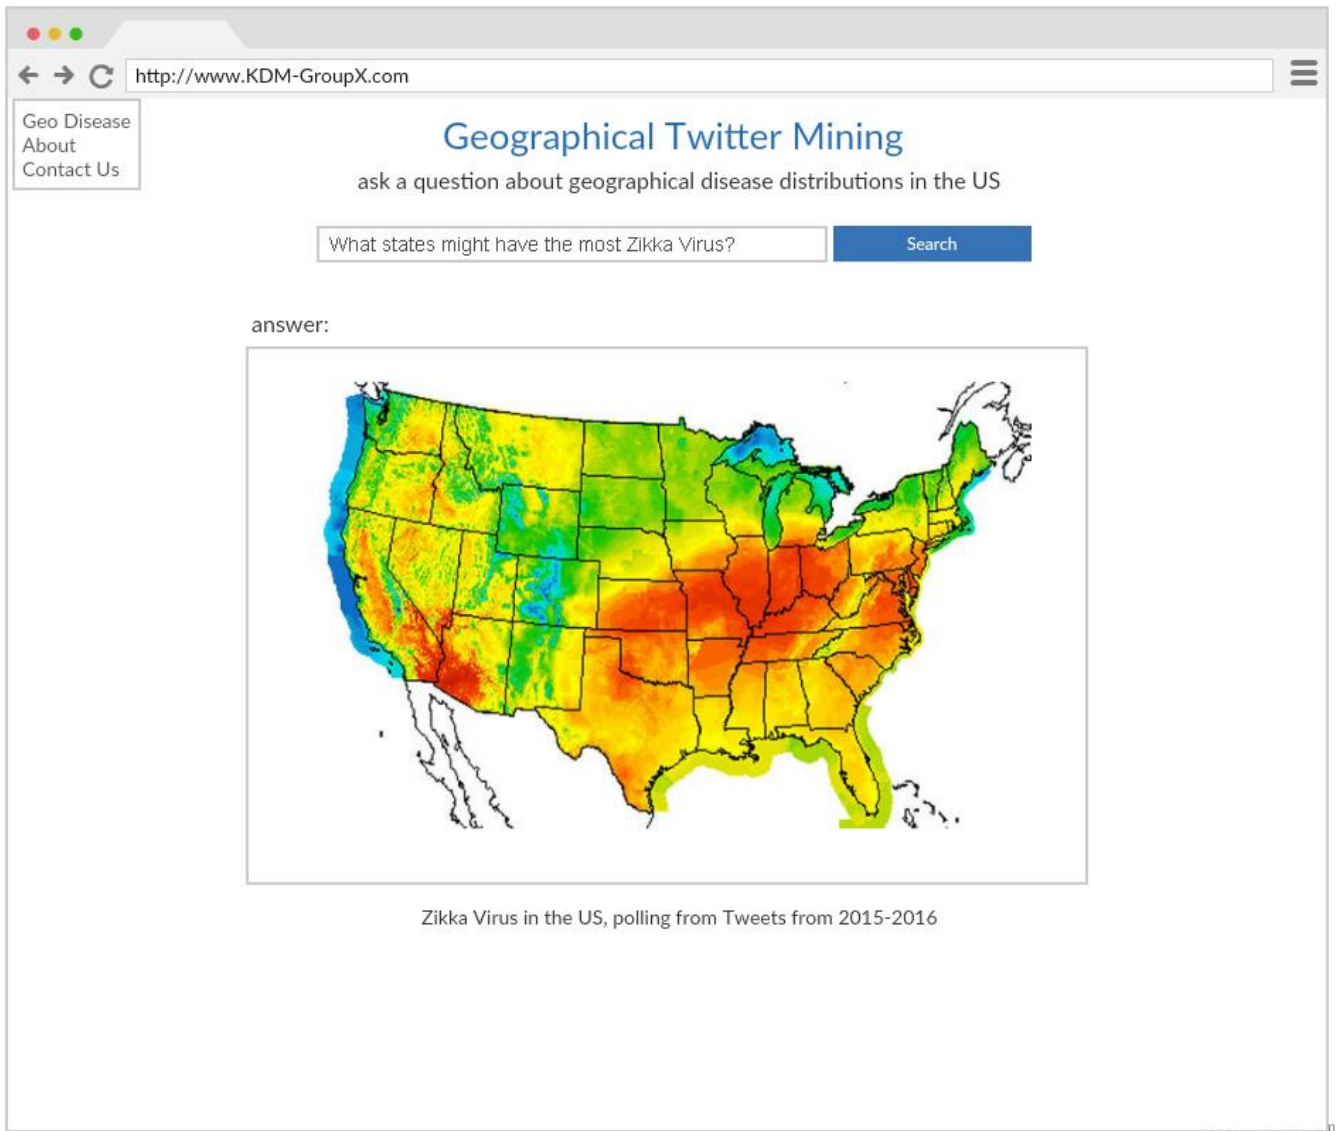 http://www.KDM-GroupX.com
Geo Disease
About
Contact Us
Geographical Twitter Mining
ask a question about geographical disease distributions in the US
What states might have the most Zikka Virus?
Search
answer:
Zikka Virus in the US, polling from Tweets from 2015-2016